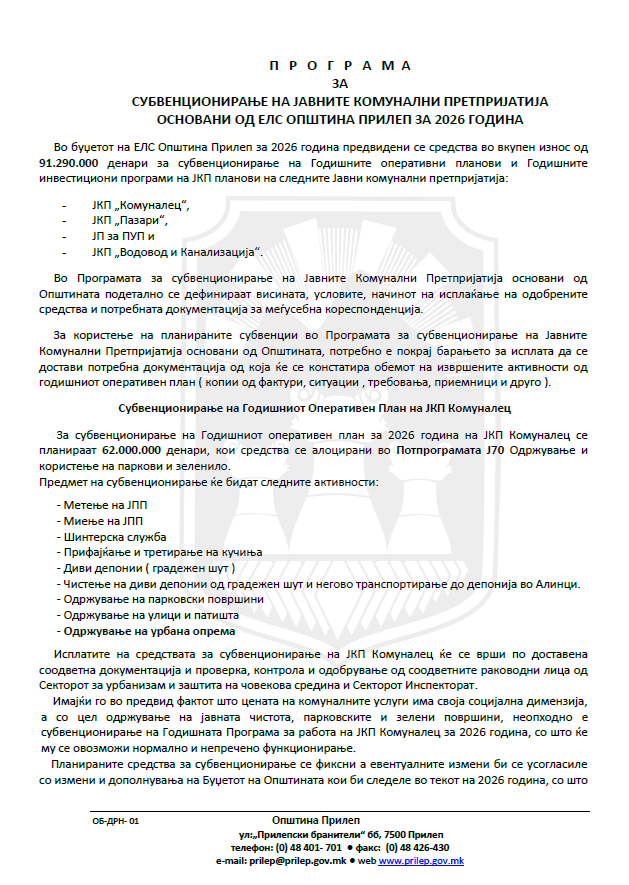 П Р О Г Р А М А
ЗА
СУБВЕНЦИОНИРАЊЕ НА ЈАВНИТЕ КОМУНАЛНИ ПРЕТПРИЈАТИЈА
ОСНОВАНИ ОД ЕЛС ОПШТИНА ПРИЛЕП ЗА 2026 ГОДИНА
Во буџетот на ЕЛС Општина Прилеп за 2026 година предвидени се средства во вкупен износ од
91.290.000 денари за субвенционирање на Годишните оперативни планови и Годишните
инвестициони програми на ЈКП планови на следните Јавни комунални претпријатија:
- ЈКП „Комуналец“,
- ЈКП „Пазари“,
- ЈП за ПУП и
- ЈКП „Водовод и Канализација“.
Во Програмата за субвенционирање на Јавните Комунални Претпријатија основани од
Општината подетално се дефинираат висината, условите, начинот на исплаќање на одобрените
средства и потребната документација за меѓусебна кореспонденција.
За користење на планираните субвенции во Програмата за субвенционирање на Јавните
Комунални Претпријатија основани од Општината, потребно е покрај барањето за исплата да се
достави потребна документација од која ќе се констатира обемот на извршените активности од
годишниот оперативен план ( копии од фактури, ситуации , требовања, приемници и друго ).
Субвенционирање на Годишниот Оперативен План на ЈКП Комуналец
За субвенционирање на Годишниот оперативен план за 2026 година на ЈКП Комуналец се
планираат 62.000.000 денари, кои средства се алоцирани во Потпрограмата Ј70 Одржување и
користење на паркови и зеленило.
Предмет на субвенционирање ќе бидат следните активности:
- Метење на ЈПП
- Миење на ЈПП
- Шинтерска служба
- Прифајќање и третирање на кучиња
- Диви депонии ( градежен шут )
- Чистење на диви депонии од градежен шут и негово транспортирање до депонија во Алинци.
- Одржување на парковски површини
- Одржување на улици и патишта
- Одржување на урбана опрема
Исплатите на средствата за субвенционирање на ЈКП Комуналец ќе се врши по доставена
соодветна документација и проверка, контрола и одобрување од соодветните раководни лица од
Секторот за урбанизам и заштита на човекова средина и Секторот Инспекторат.
Имајќи го во предвид фактот што цената на комуналните услуги има своја социјална димензија,
а со цел одржување на јавната чистота, парковските и зелени површини, неопходно е
субвенционирање на Годишната Програма за работа на ЈКП Комуналец за 2026 година, со што ќе
му се овозможи нормално и непречено функционирање.
Планираните средства за субвенционирање се фиксни а евентуалните измени би се усогласиле
со измени и дополнувања на Буџетот на Општината кои би следеле во текот на 2026 година, со што
ОБ-ДРН- 01 Општина Прилеп
ул:„Прилепски бранители“ бб, 7500 Прилеп
телефон: (0) 48 401- 701 ● факс: (0) 48 426-430
e-mail: prilep@prilep.gov.mk ● web www.prilep.gov.mk